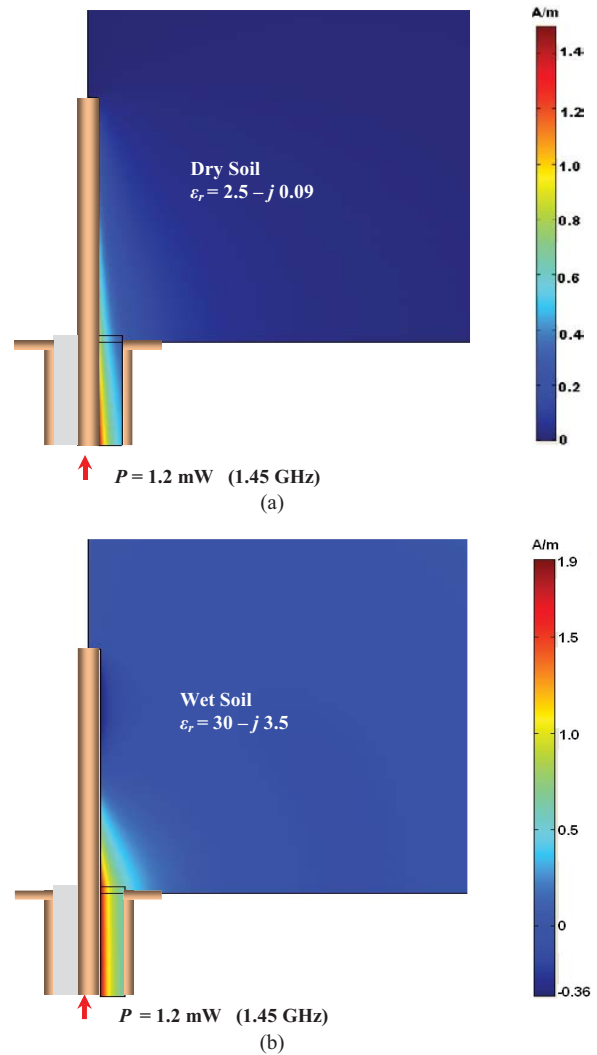 A/m
1.4
1.25
1.0
0.8
0.6
0.44
0.2
0
Dry Soil
εr = 2.5 – j 0.09
P = 1.2 mW (1.45 GHz)
(a)
A/m
1.9
1.5
1.0
0.5
0
-0.36
Wet Soil
εr = 30 – j 3.5
P = 1.2 mW (1.45 GHz)
(b)